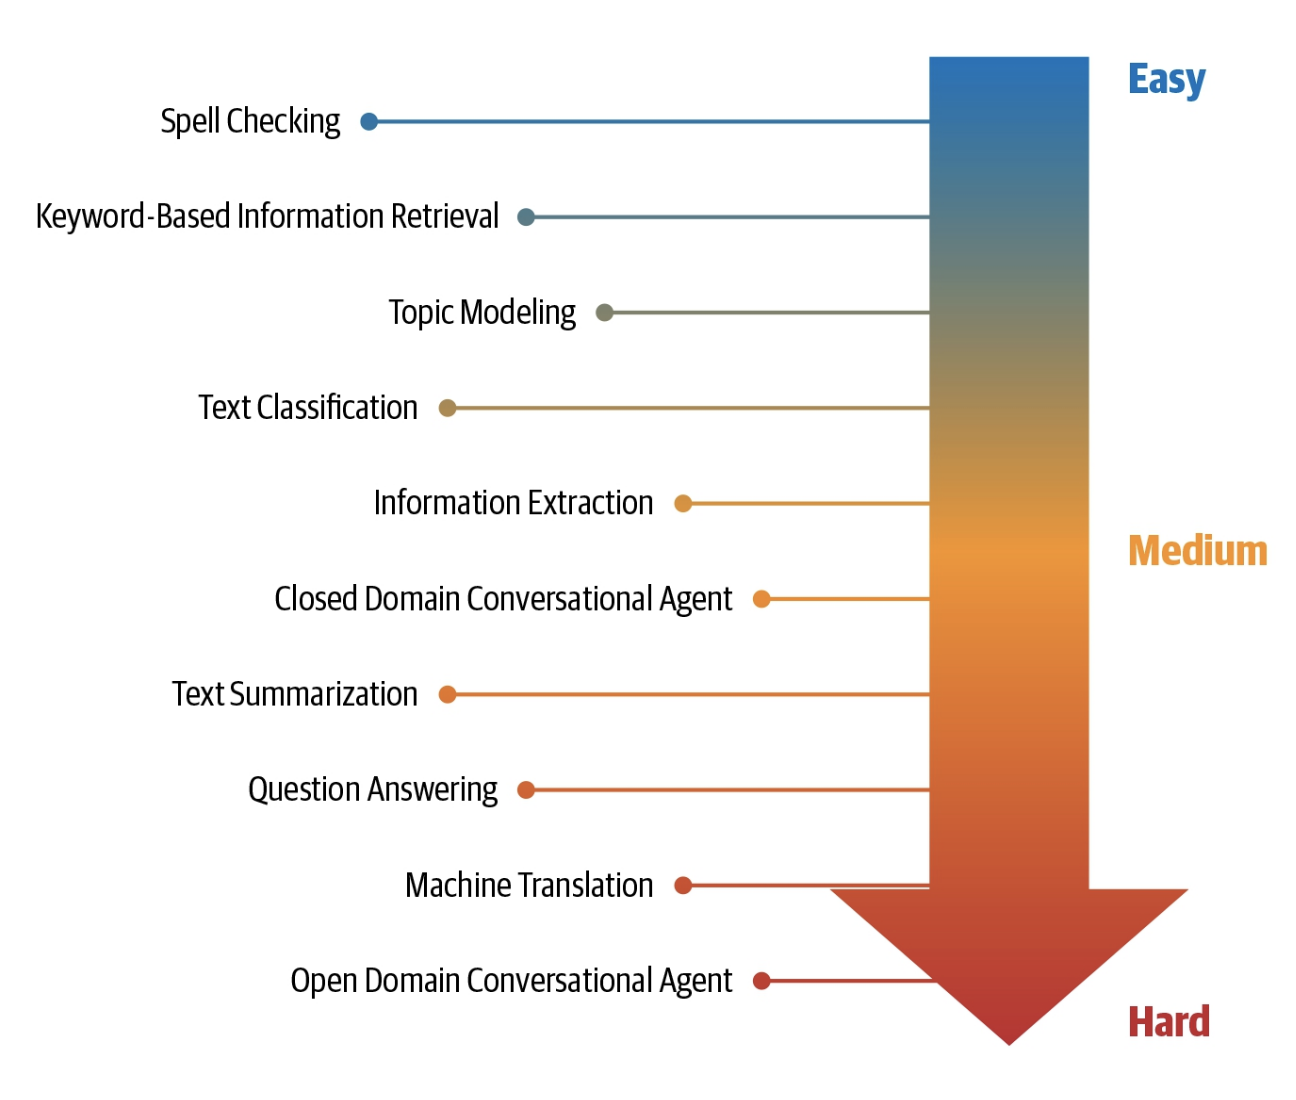 Easy
Spell Checking
Keyword-Based Information Retrieval
Topic Modeling
Text Classification
Information Extraction
Medium
Closed Domain Conversational Agent
Text Summarization
Question Answering
Machine Translation
Open Domain Conversational Agent
Hard